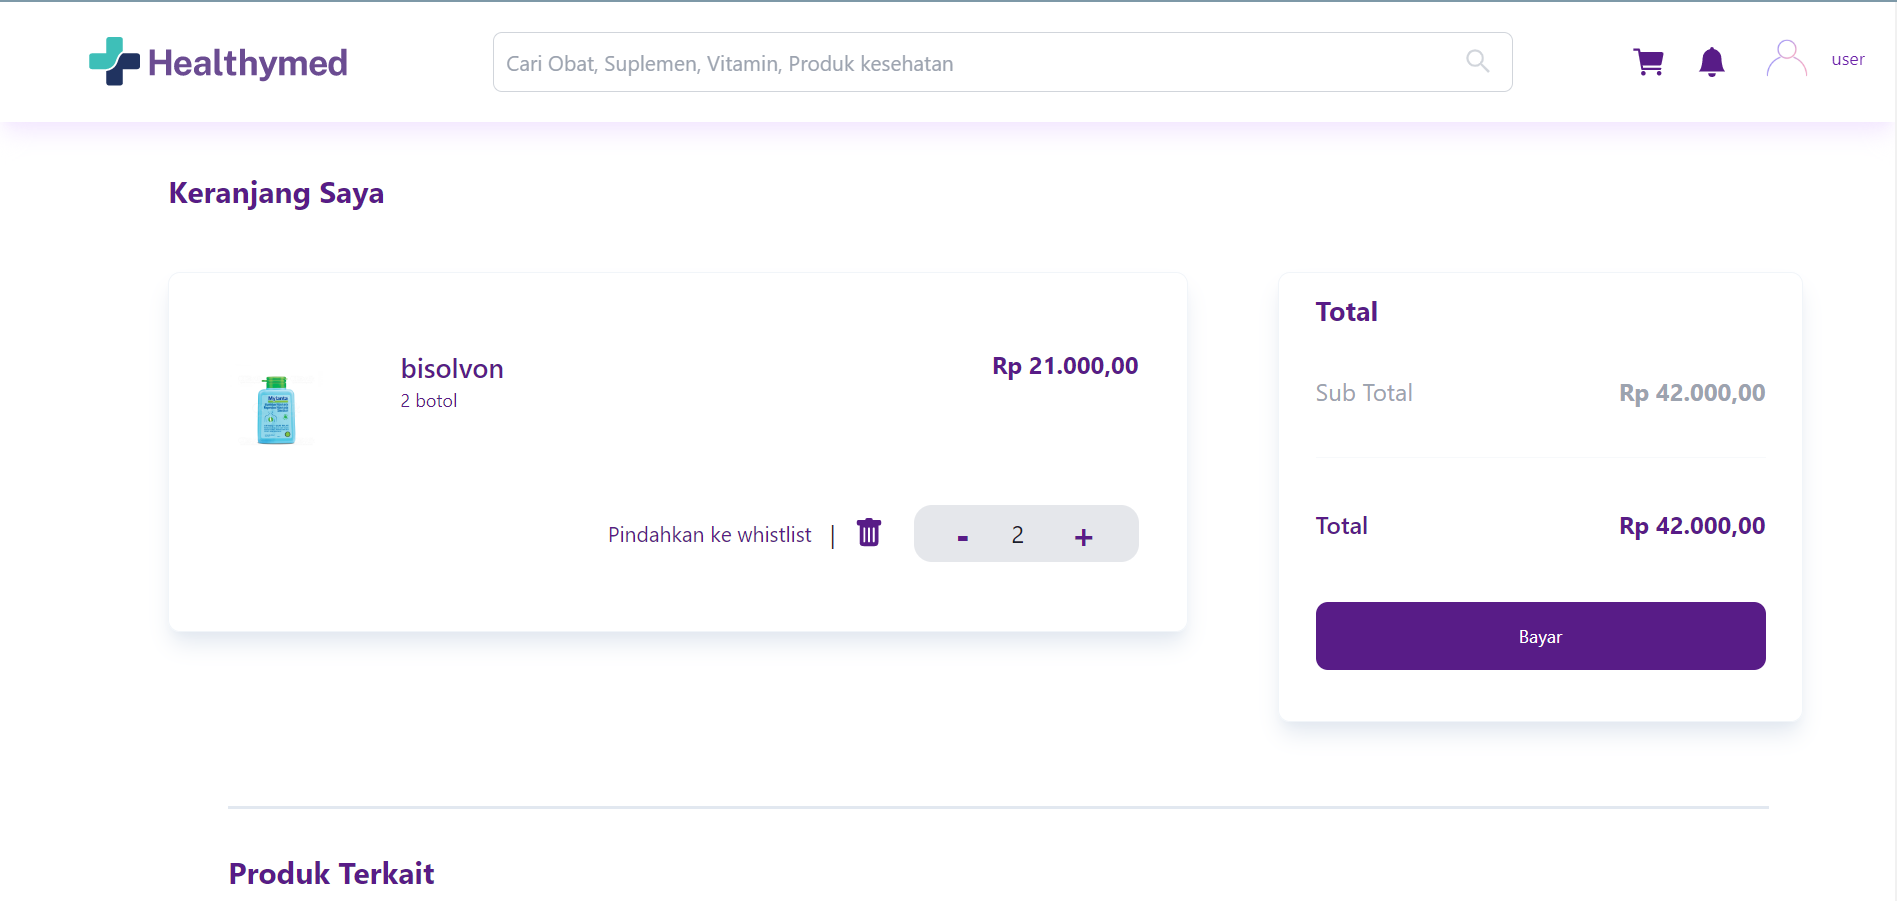 Healthymed
Cari Obat, Suplemen, Vitamin, Produk kesehatan
user
Keranjang Saya
bisolvon
2 botol
Rp 21.000,00
Mylanta
Pindahkan ke whistlist |
- 2 +
Total
Sub Total Rp 42.000,00
Total Rp 42.000,00
Bayar
Produk Terkait